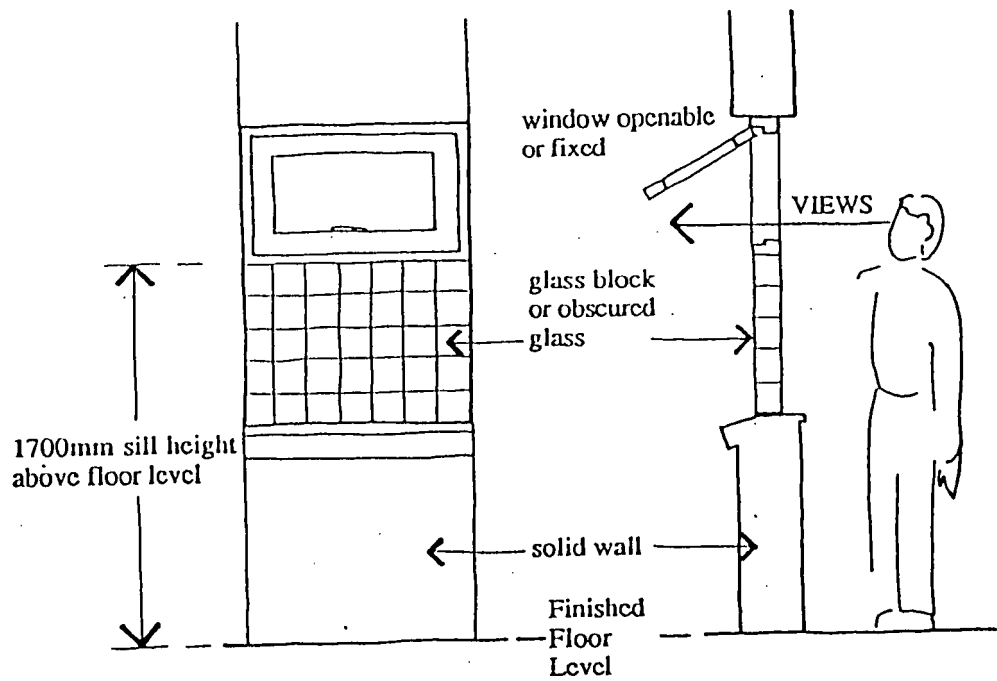 window openable
or fixed
VIEWS
glass block
or obscured
glass
1700mm sill height
above floor level
solid wall
Finished
Floor
Level